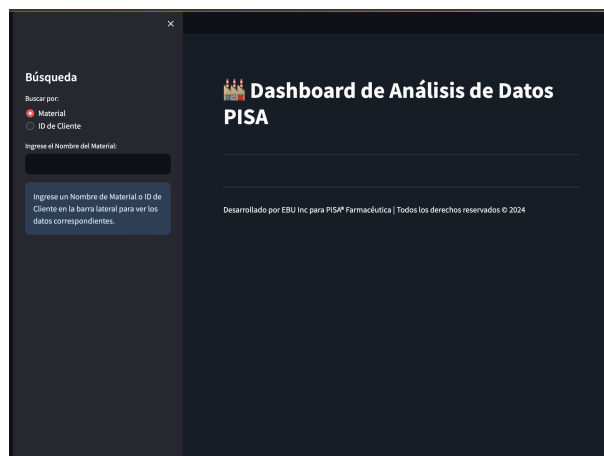 ×
Búsqueda
Buscar por:
Material
ID de Cliente
Ingrese el Nombre del Material:
Ingrese un Nombre de Material o ID de
Cliente en la barra lateral para ver los
datos correspondientes.
Dashboard de Análisis de Datos
PISA
Desarrollado por EBU Inc para PiSA® Farmacéutica | Todos los derechos reservados © 2024